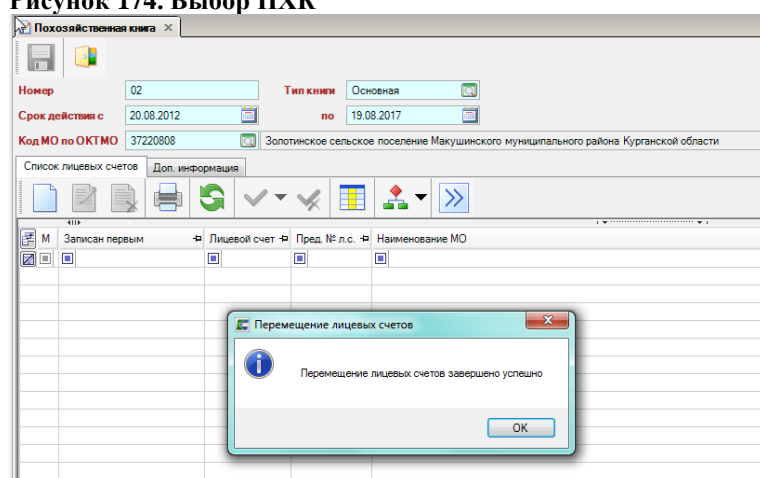 Рисунок 174. Выбор ПХК
Похозяйственная книга
Номер 02 Тип книги Основная
Срок действия с 20.08.2012 по 19.08.2017
Код МО по ОКТМО 37220808 Золотинское сельское поселение Макушинского муниципального района Курганской области
Список лицевых счетов Доп. информация
М Записан первым Лицевой счет Пред. № л.с. Наименование МО
Перемещение лицевых счетов
Перемещение лицевых счетов завершено успешно
OK